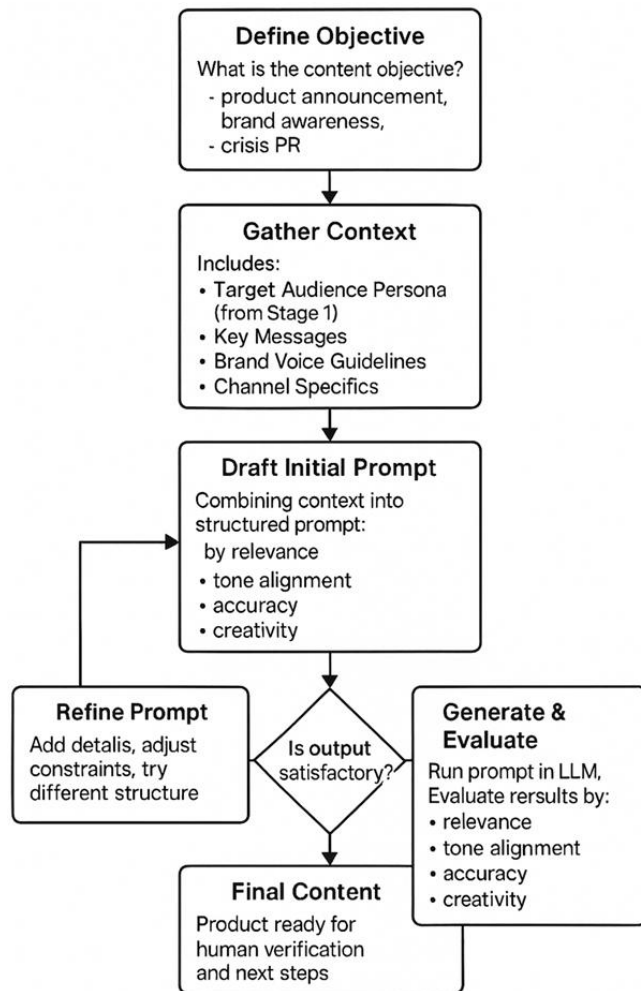 Define Objective
What is the content objective?
- product announcement,
brand awareness,
- crisis PR
Gather Context
Includes:
• Target Audience Persona
(from Stage 1)
• Key Messages
• Brand Voice Guidelines
• Channel Specifics
Draft Initial Prompt
Combining context into
structured prompt:
by relevance
• tone alignment
• accuracy
• creativity
Refine Prompt
Add detalis, adjust
constraints, try
different structure
Is output
satisfactory?
Generate &
Evaluate
Run prompt in LLM,
Evaluate rersults by:
• relevance
• tone alignment
• accuracy
• creativity
Final Content
Product ready for
human verification
and next steps